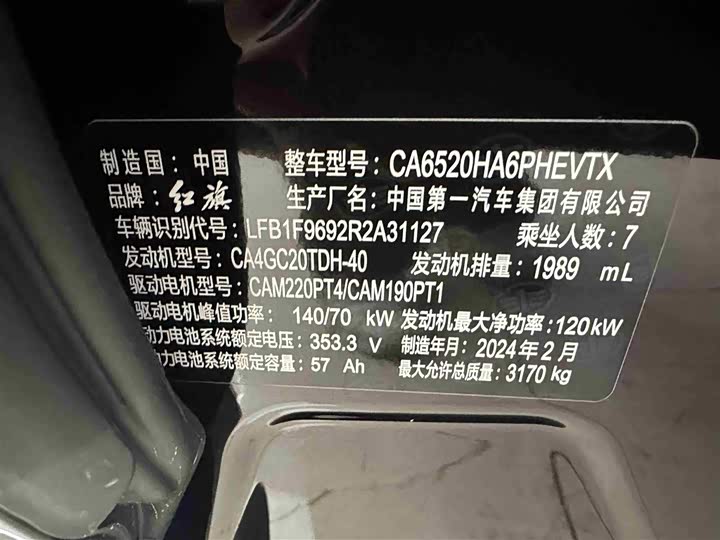 制造国：中国 整车型号：CA6520HA6PHEVTX
品牌：红旗 生产厂名：中国第一汽车集团有限公司
车辆识别代号：LFB1F9692R2A31127 乘坐人数：7
发动机型号：CA4GC20TDH-40 发动机排量：1989 mL
驱动电机型号：CAM220PT4/CAM190PT1
驱动电机峰值功率：140/70 kW 发动机最大净功率：120kW
动力电池系统额定电压：353.3 V 制造年月：2024年2月
力电池系统额定容量：57 Ah 最大允许总质量：3170 kg